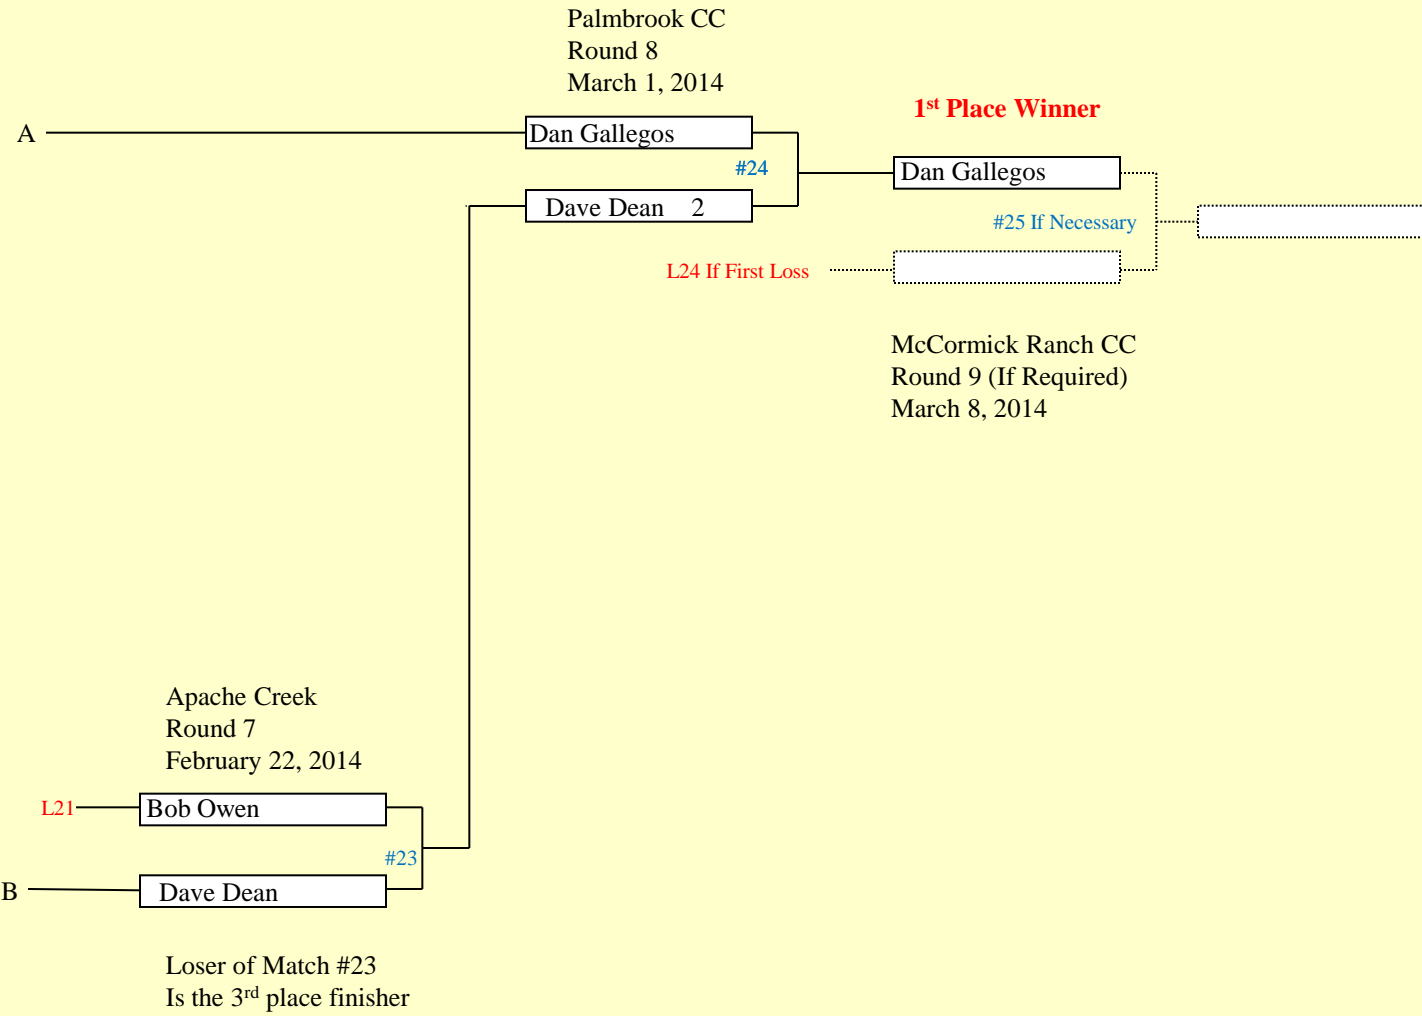 Palmbrook CC
Round 8
March 1, 2014
1st Place Winner
A
Dan Gallegos
#24
Dan Gallegos
Dave Dean 2
#25 If Necessary
L24 If First Loss
McCormick Ranch CC
Round 9 (If Required)
March 8, 2014
Apache Creek
Round 7
February 22, 2014
L21
Bob Owen
#23
B
Dave Dean
Loser of Match #23
Is the 3rd place finisher